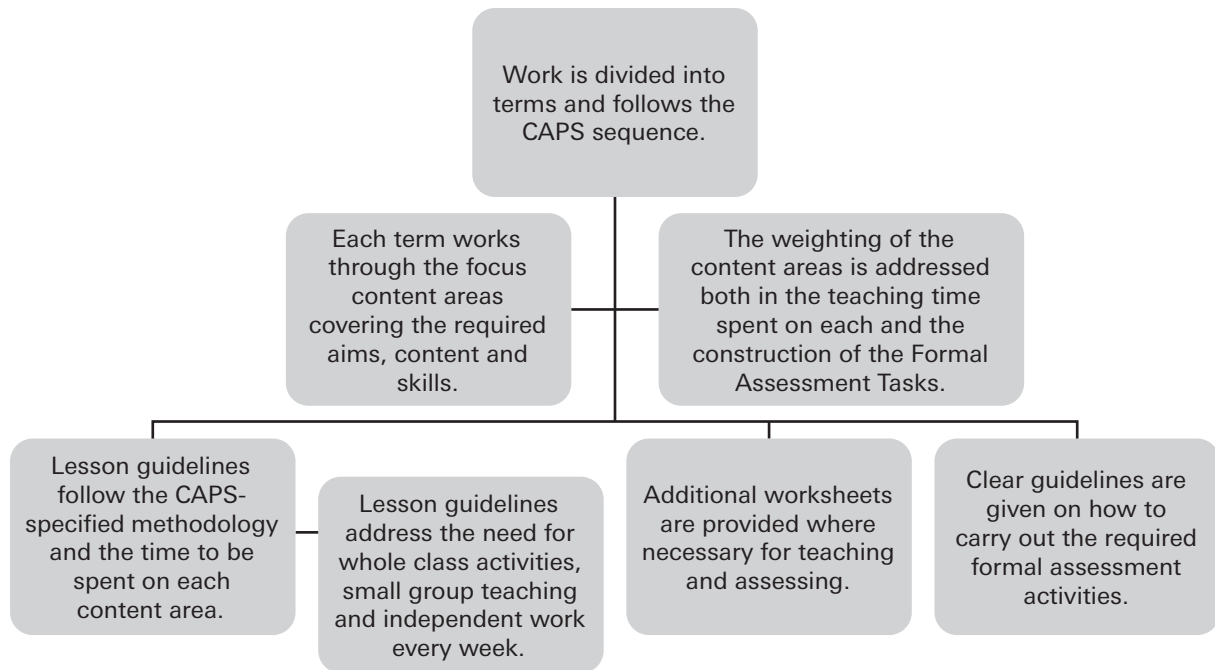 Work is divided into
terms and follows the
CAPS sequence.
Each term works
through the focus
content areas
covering the required
aims, content and
skills.
The weighting of the
content areas is addressed
both in the teaching time
spent on each and the
construction of the Formal
Assessment Tasks.
Lesson guidelines
follow the CAPS-
specified methodology
and the time to be
spent on each
content area.
Lesson guidelines
address the need for
whole class activities,
small group teaching
and independent work
every week.
Additional worksheets
are provided where
necessary for teaching
and assessing.
Clear guidelines are
given on how to
carry out the required
formal assessment
activities.